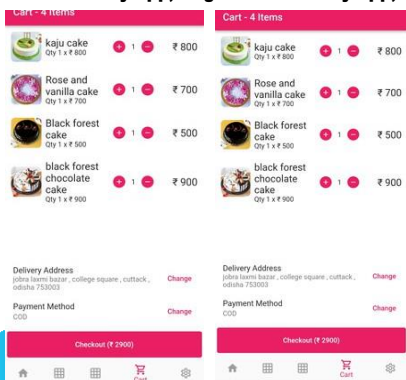 Cart - 4 Items
kaju cake
Qty 1 x ₹ 800
1
₹ 800
Rose and
vanilla cake
Qty 1 x ₹ 700
1
₹ 700
Black forest
cake
Qty 1 x ₹ 500
1
₹ 500
black forest
chocolate
cake
Qty 1 x ₹ 900
1
₹ 900
Delivery Address
jobra laxmi bazar , college square , cuttack ,
odisha 753003
Change
Payment Method
COD
Change
Checkout (₹ 2900)
Cart
Cart - 4 Items
kaju cake
Qty 1 x ₹ 800
1
₹ 800
Rose and
vanilla cake
Qty 1 x ₹ 700
1
₹ 700
Black forest
cake
Qty 1 x ₹ 500
1
₹ 500
black forest
chocolate
cake
Qty 1 x ₹ 900
1
₹ 900
Delivery Address
jobra laxmi bazar , college square , cuttack ,
odisha 753003
Change
Payment Method
COD
Change
Checkout (₹ 2900)
Cart